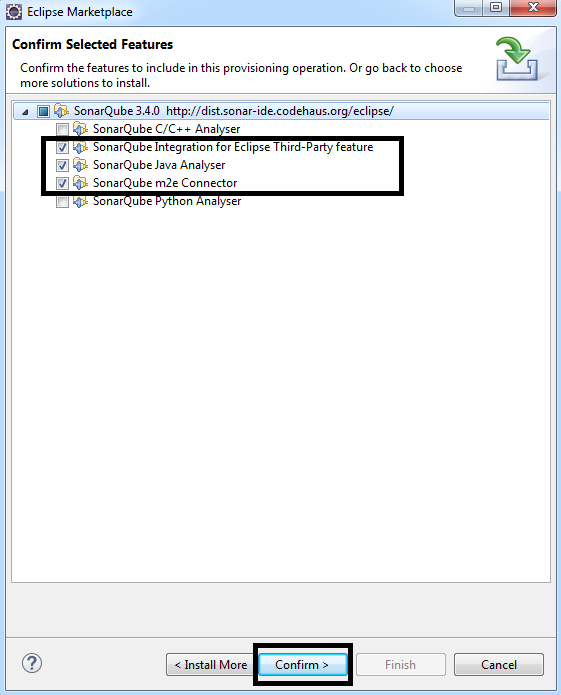 Eclipse Marketplace
Confirm Selected Features
Confirm the features to include in this provisioning operation. Or go back to choose
more solutions to install.
SonarQube 3.4.0 http://dist.sonar-ide.codehaus.org/eclipse/
SonarQube C/C++ Analyser
SonarQube Integration for Eclipse Third-Party feature
SonarQube Java Analyser
SonarQube m2e Connector
SonarQube Python Analyser
? < Install More Confirm > Finish Cancel